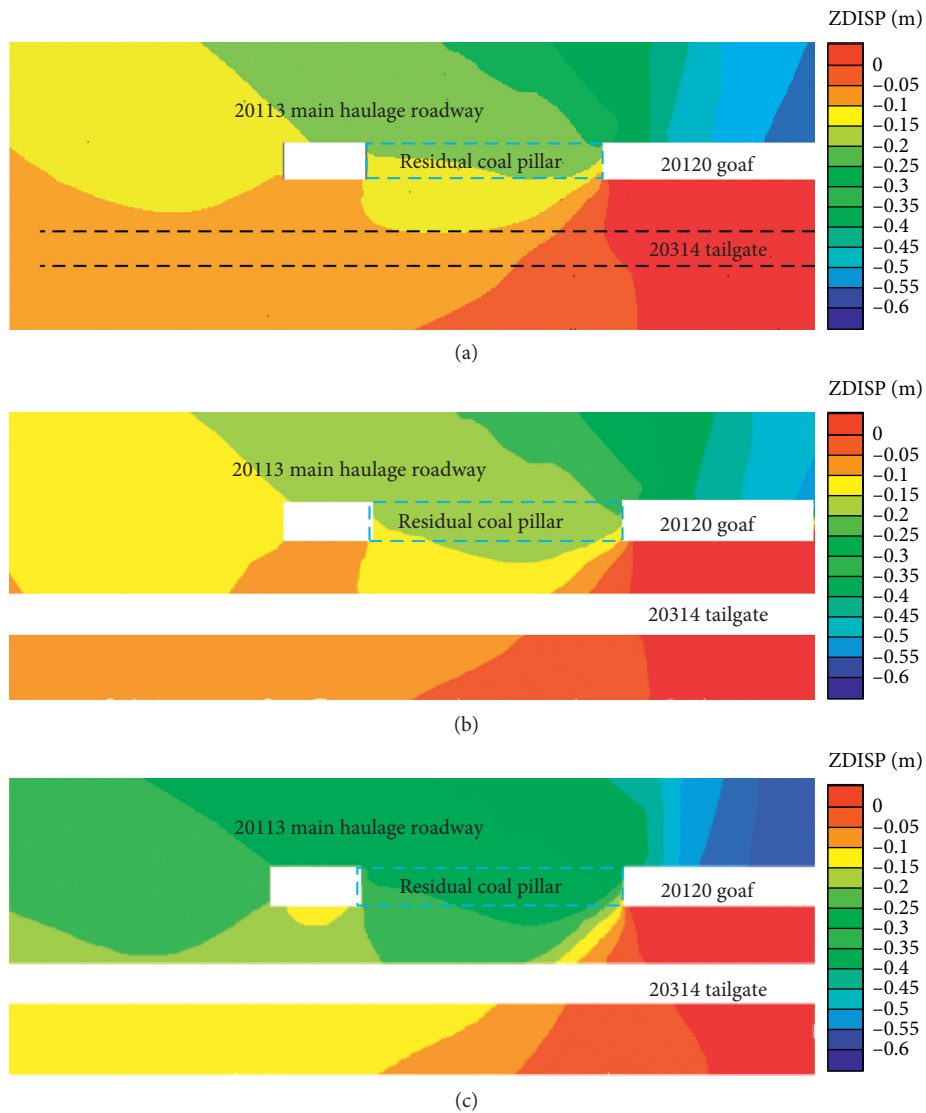 ZDISP (m)
0
–0.05
–0.1
–0.15
–0.2
–0.25
–0.3
–0.35
–0.4
–0.45
–0.5
–0.55
–0.6
20113 main haulage roadway
Residual coal pillar
20120 goaf
20314 tailgate
(a)
ZDISP (m)
0
–0.05
–0.1
–0.15
–0.2
–0.25
–0.3
–0.35
–0.4
–0.45
–0.5
–0.55
–0.6
20113 main haulage roadway
Residual coal pillar
20120 goaf
20314 tailgate
(b)
ZDISP (m)
0
–0.05
–0.1
–0.15
–0.2
–0.25
–0.3
–0.35
–0.4
–0.45
–0.5
–0.55
–0.6
20113 main haulage roadway
Residual coal pillar
20120 goaf
20314 tailgate
(c)